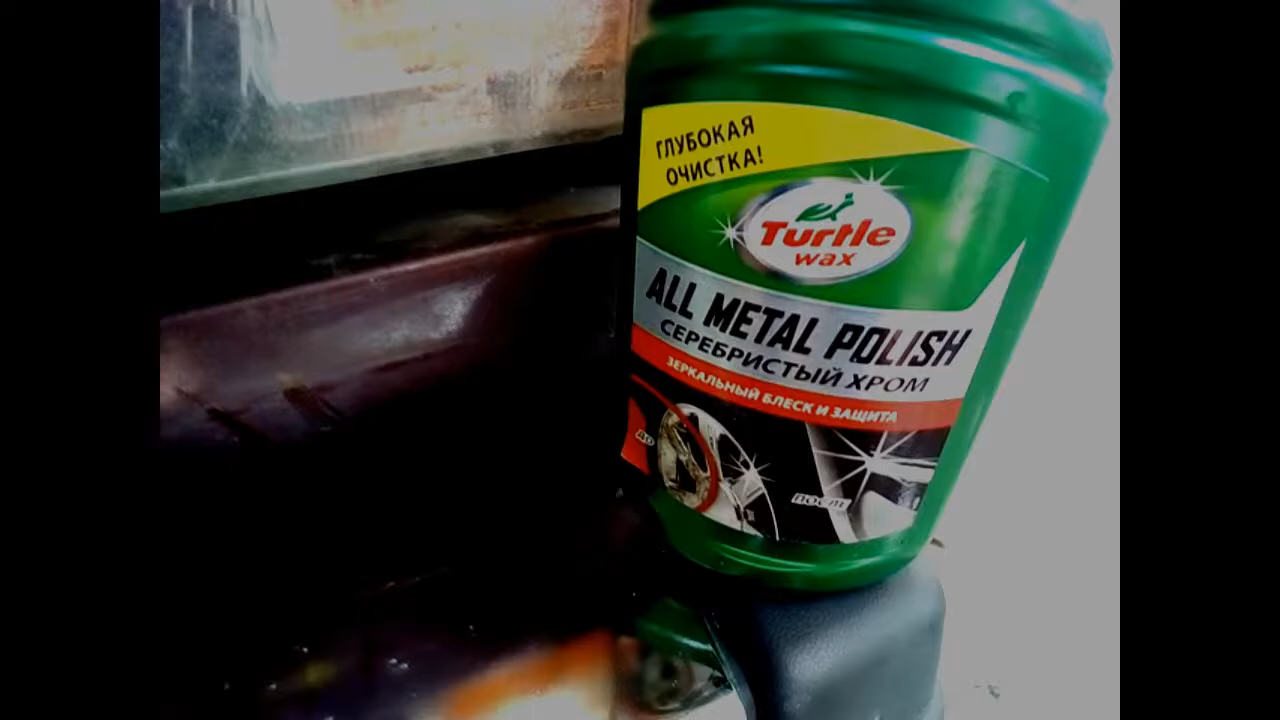 ГЛУБОКАЯ
ОЧИСТКА!
Turtle
wax
ALL METAL POLISH
СЕРЕБРИСТЫЙ ХРОМ
ЗЕРКАЛЬНЫЙ БЛЕСК И ЗАЩИТА
ДО
ПОСЛЕ